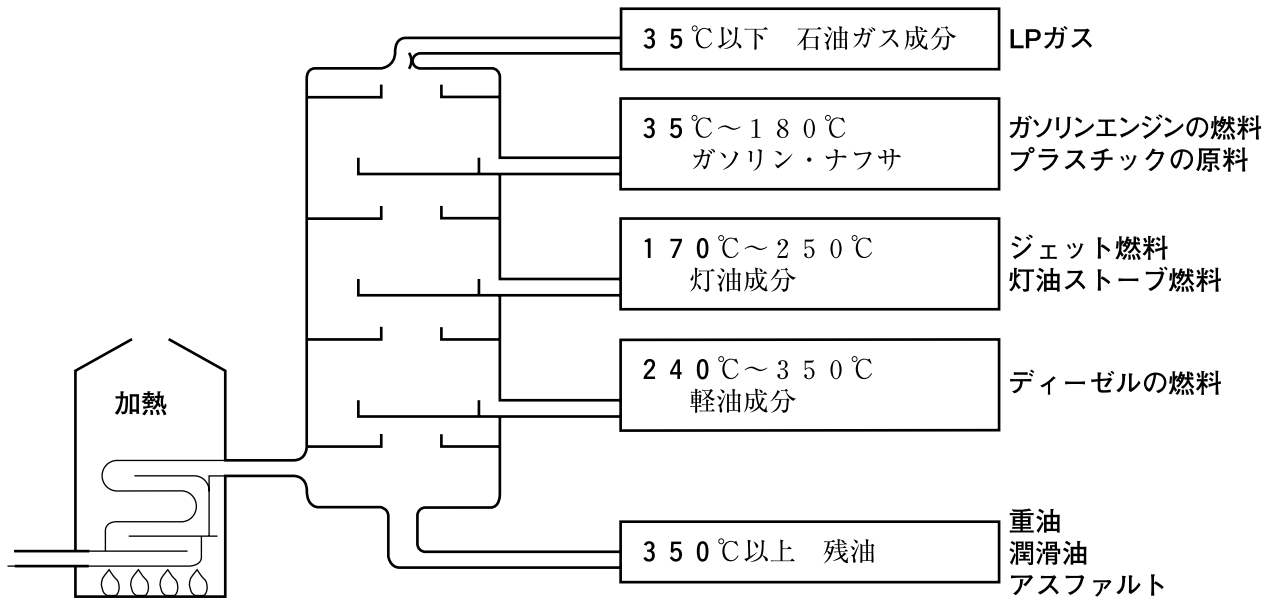 ３５℃以下　石油ガス成分
LPガス
３５℃～１８０℃
ガソリン・ナフサ
ガソリンエンジンの燃料
プラスチックの原料
１７０℃～２５０℃
灯油成分
ジェット燃料
灯油ストーブ燃料
加熱
２４０℃～３５０℃
軽油成分
ディーゼルの燃料
３５０℃以上　残油
重油
潤滑油
アスファルト